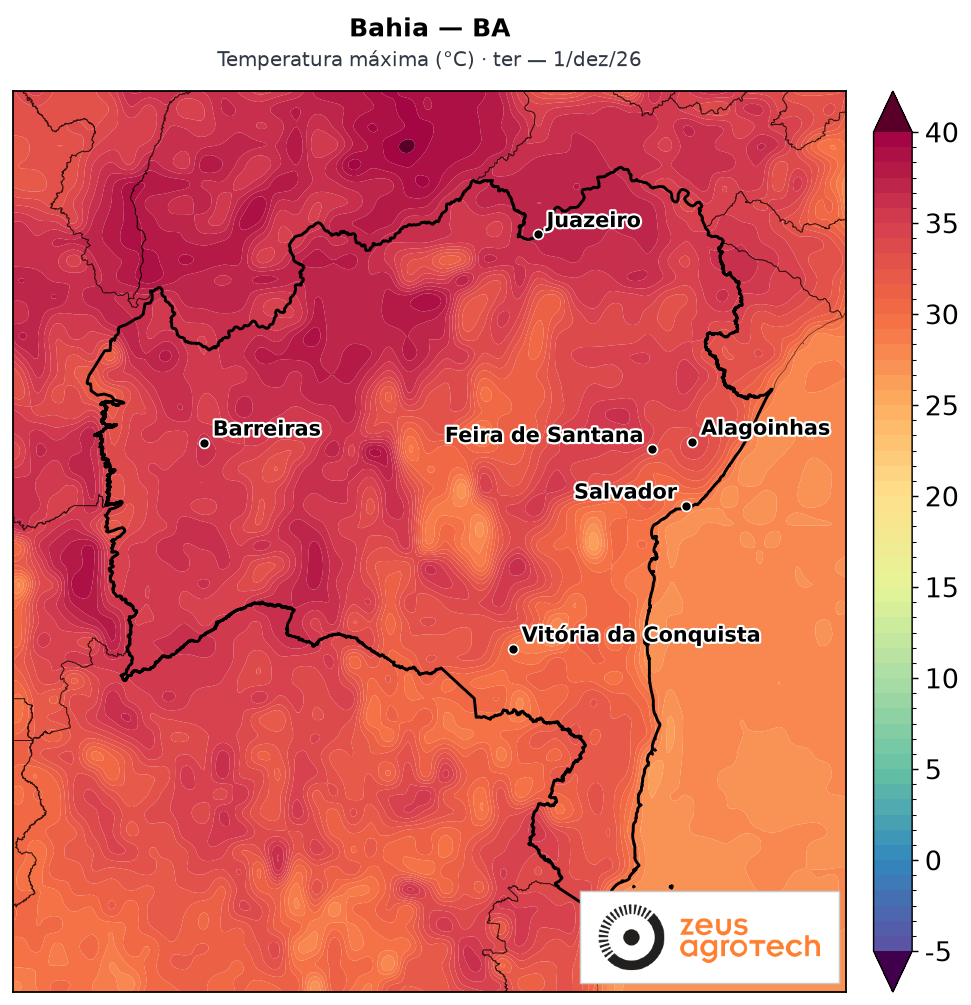 Bahia — BA
Temperatura máxima (°C) · ter — 1/dez/26
Juazeiro
Barreiras
Feira de Santana
Alagoinhas
Salvador
Vitória da Conquista
40
35
30
25
20
15
10
5
0
-5
zeus
agrotech